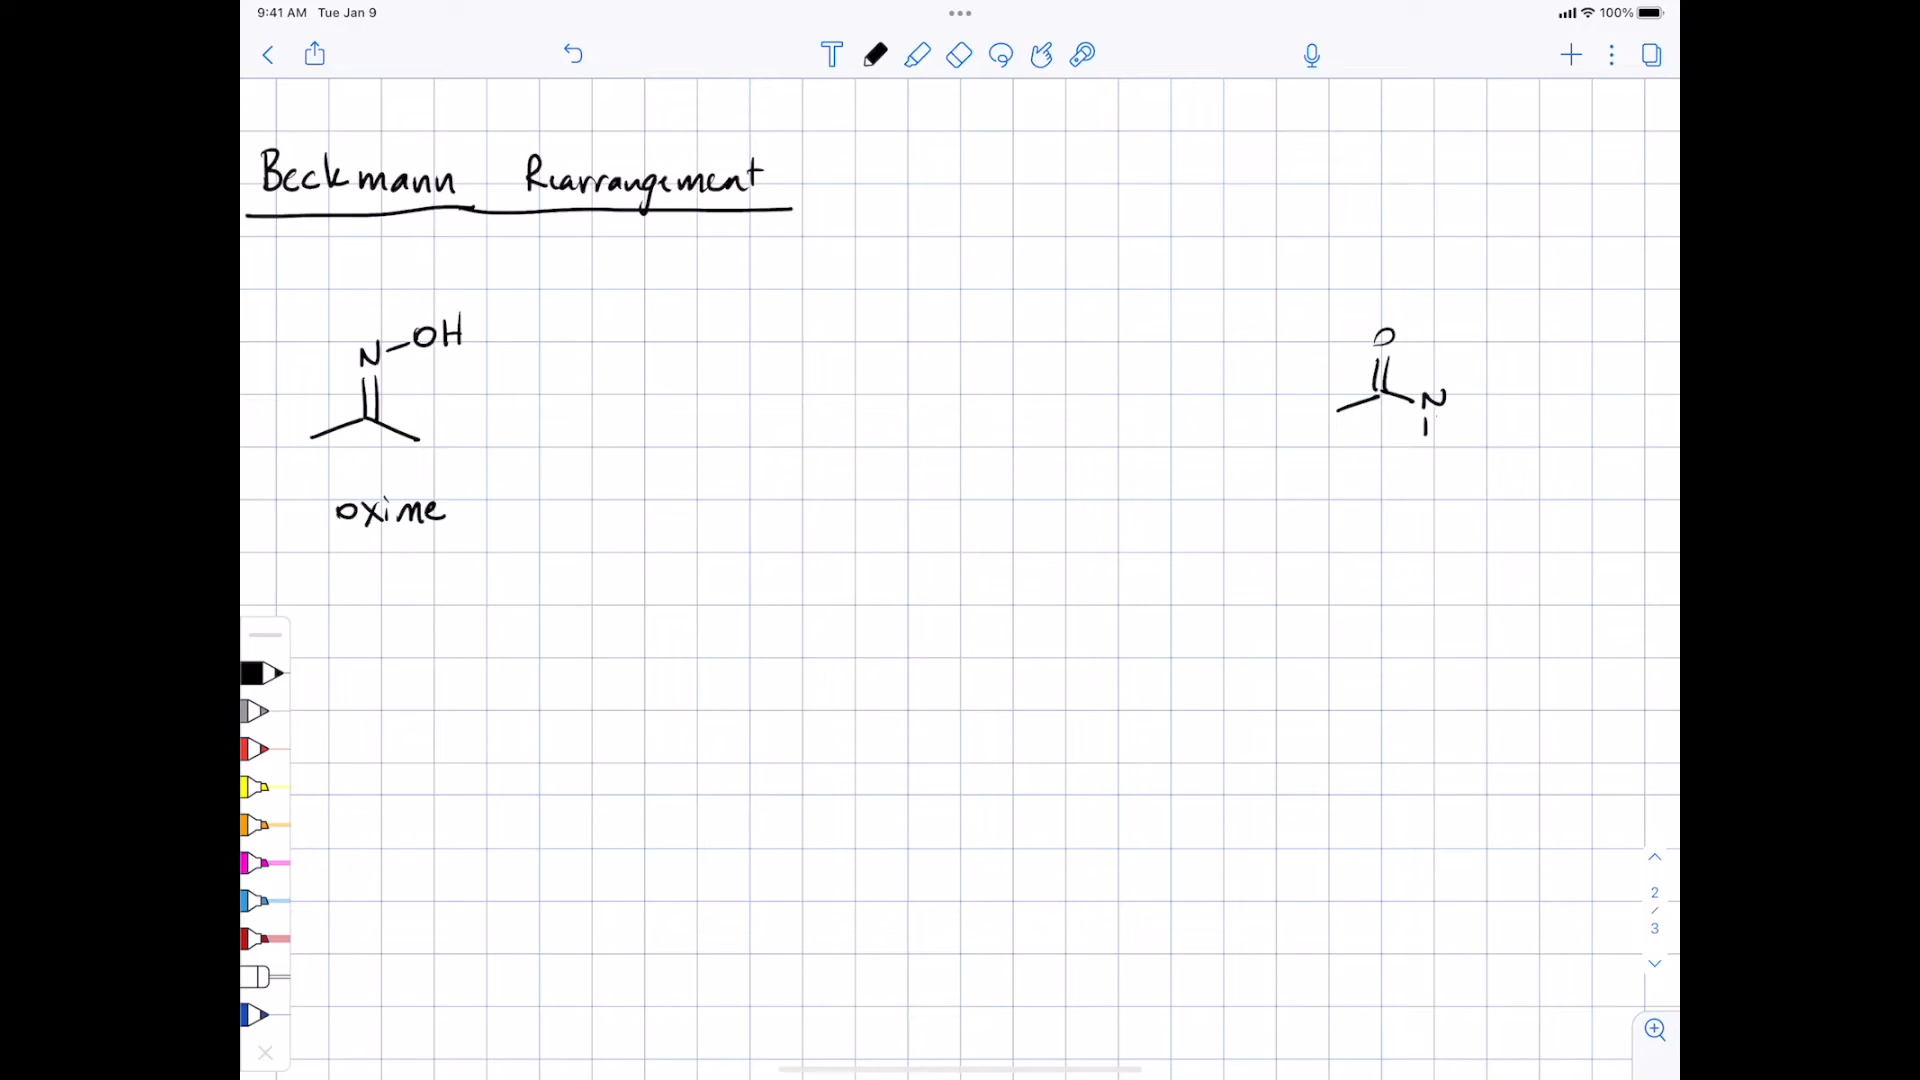 9:41 AM Tue Jan 9
100%
T
Beckmann Rearrangement
N-OH
O
N
oxime
2
/
3